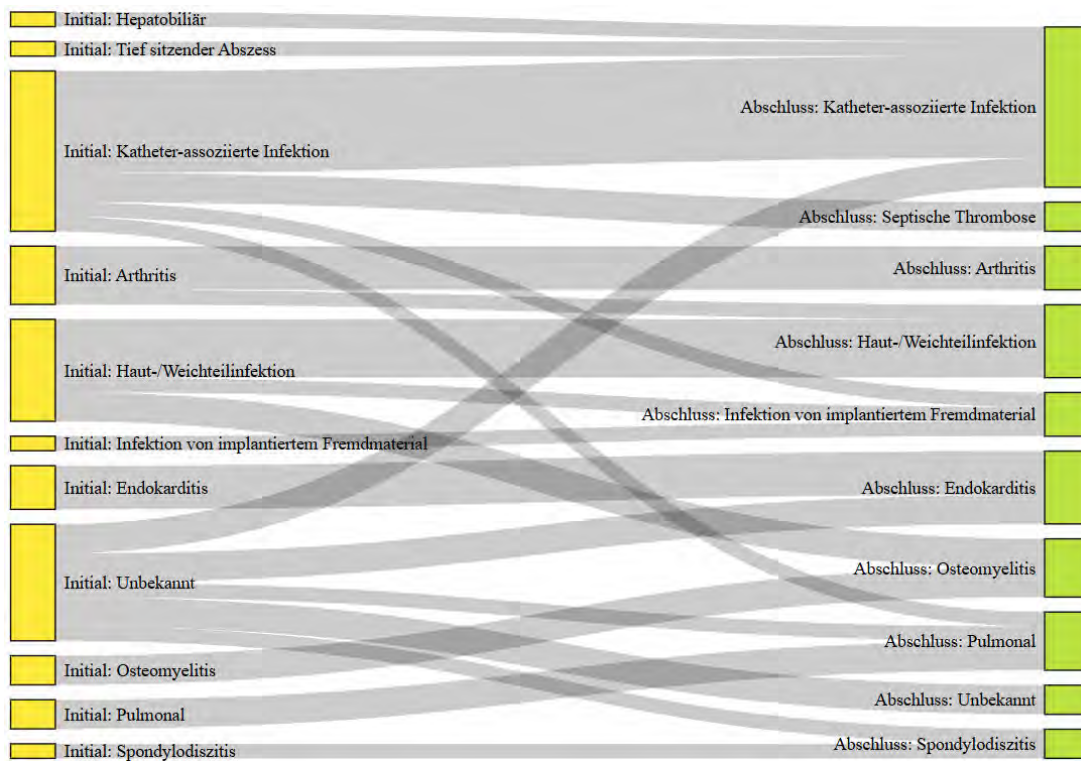 Initial: Hepatobiliär
Initial: Tief sitzender Abszess
Initial: Katheter-assoziierte Infektion
Initial: Arthritis
Initial: Haut-/Weichteilinfektion
Initial: Infektion von implantiertem Fremdmaterial
Initial: Endokarditis
Initial: Unbekannt
Initial: Osteomyelitis
Initial: Pulmonal
Initial: Spondylodiszitis
Abschluss: Katheter-assoziierte Infektion
Abschluss: Septische Thrombose
Abschluss: Arthritis
Abschluss: Haut-/Weichteilinfektion
Abschluss: Infektion von implantiertem Fremdmaterial
Abschluss: Endokarditis
Abschluss: Osteomyelitis
Abschluss: Pulmonal
Abschluss: Unbekannt
Abschluss: Spondylodiszitis